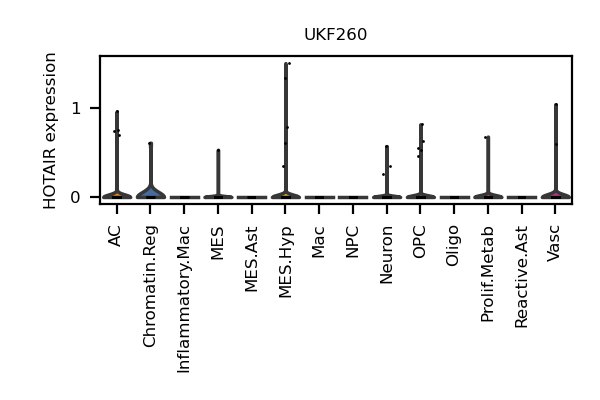 UKF260
HOTAIR expression
1
0
AC
Chromatin.Reg
Inflammatory.Mac
MES
MES.Ast
MES.Hyp
Mac
NPC
Neuron
OPC
Oligo
Prolif.Metab
Reactive.Ast
Vasc